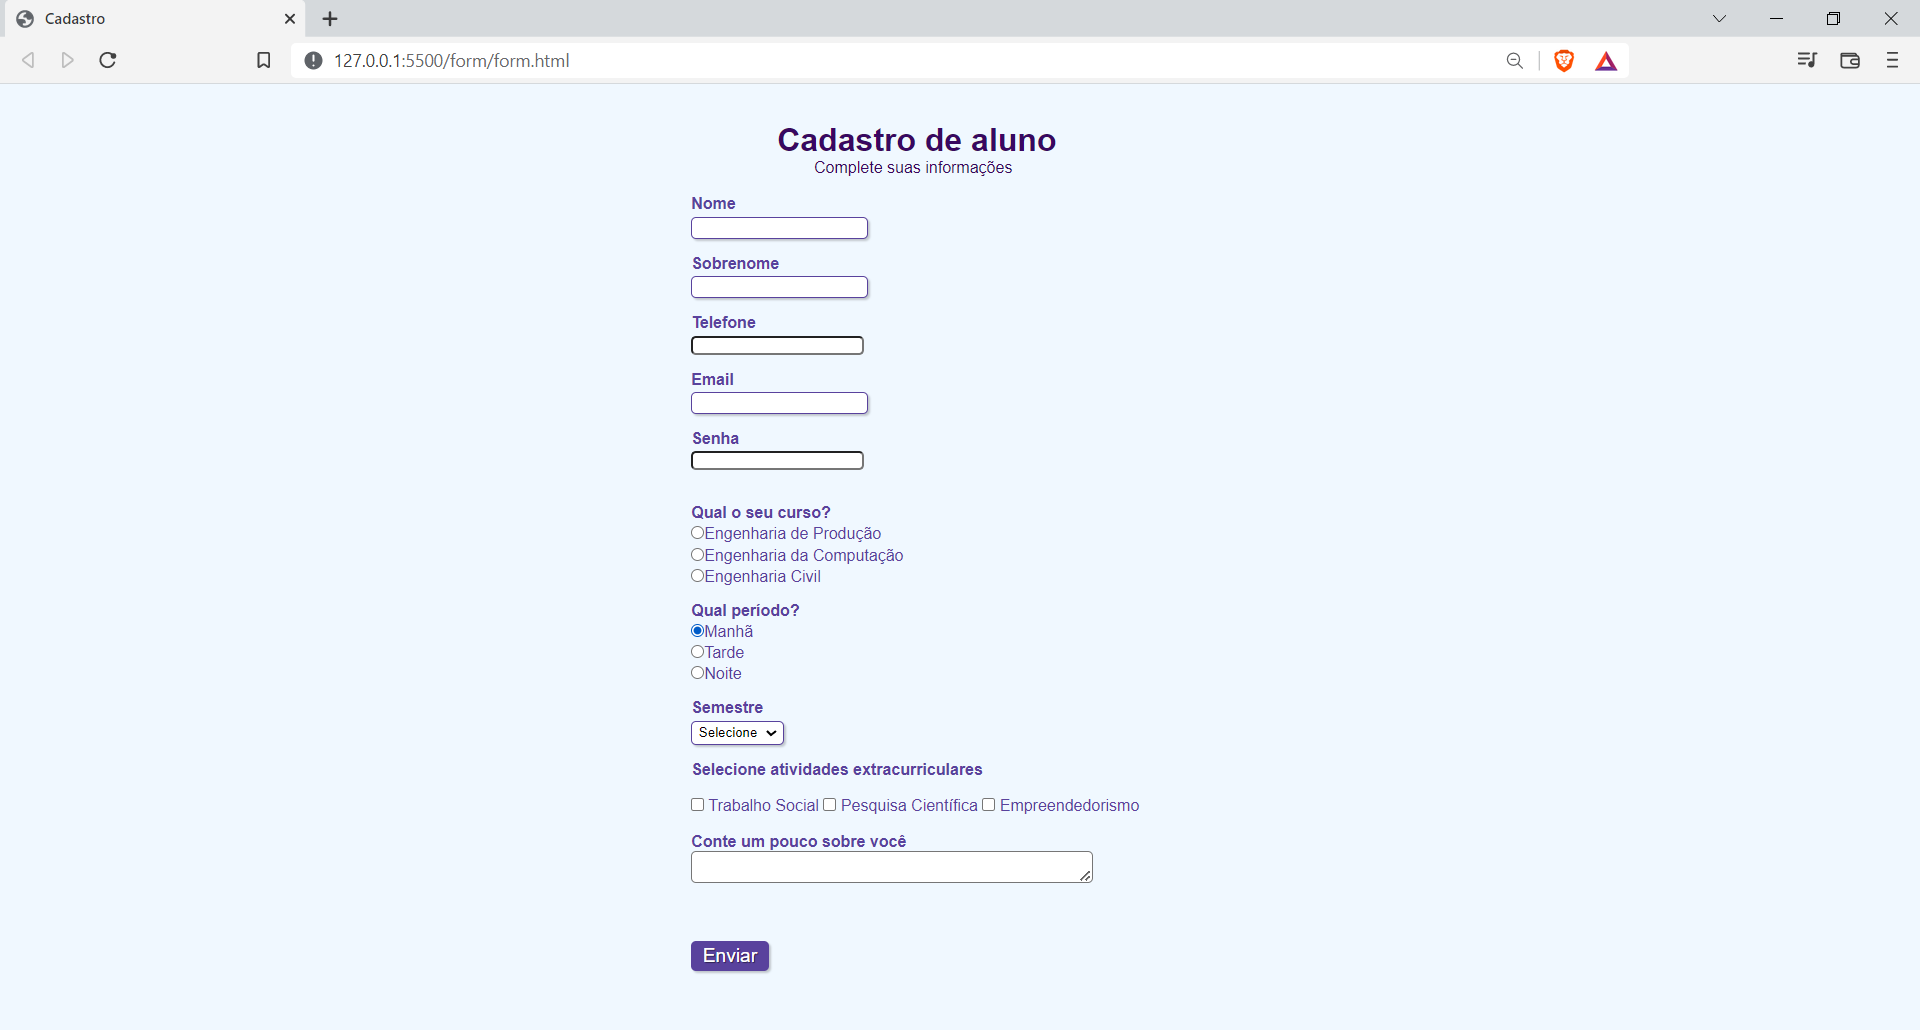 Cadastro
127.0.0.1:5500/form/form.html
Cadastro de aluno
Complete suas informações
Nome
Sobrenome
Telefone
Email
Senha
Qual o seu curso?
Engenharia de Produção
Engenharia da Computação
Engenharia Civil
Qual período?
Manhã
Tarde
Noite
Semestre
Selecione
Selecione atividades extracurriculares
Trabalho Social Pesquisa Científica Empreendedorismo
Conte um pouco sobre você
Enviar